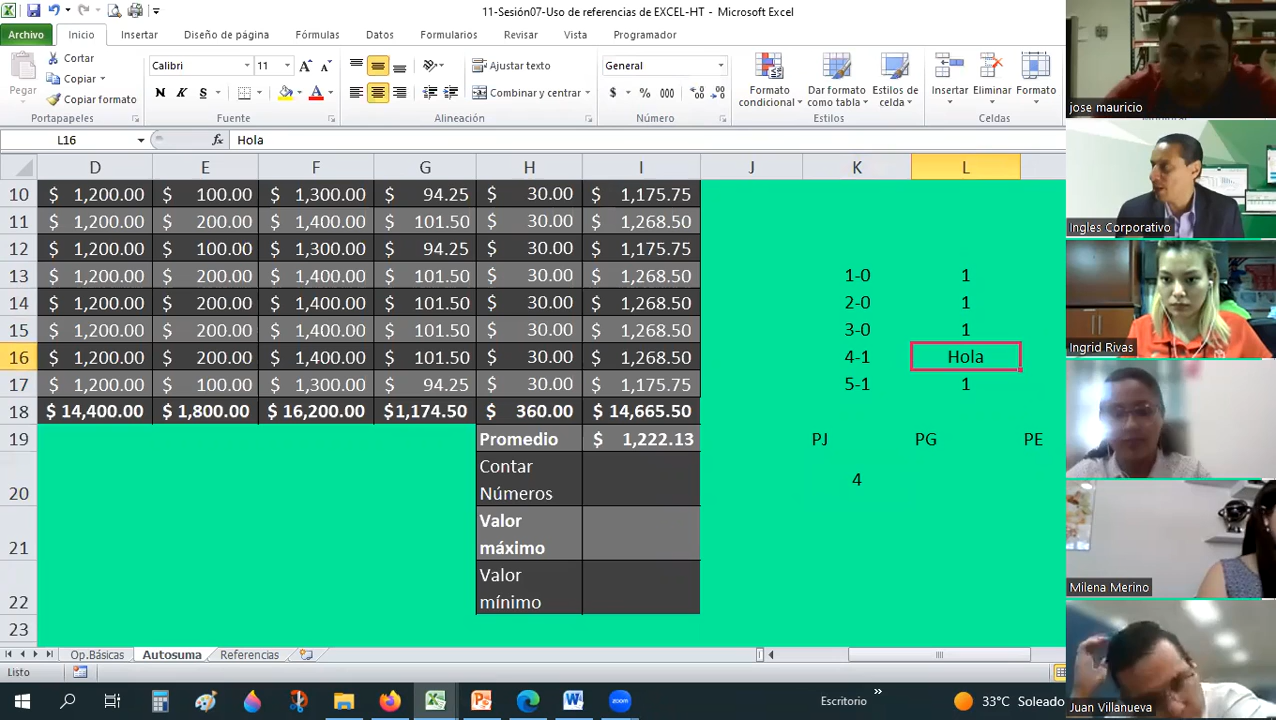 11-Sesión07-Uso de referencias de EXCEL-HT - Microsoft Excel
Archivo Inicio Insertar Diseño de página Fórmulas Datos Formularios Revisar Vista Programador
Pegar
Cortar
Copiar
Copiar formato
Portapapeles
Calibri 11
N K S
Fuente
Ajustar texto
Combinar y centrar
Alineación
General
$ % 000
Número
Formato condicional
Dar formato como tabla
Estilos de celda
Estilos
Insertar Eliminar Formato
Celdas
L16 fx Hola
D E F G H I J K L
10 $ 1,200.00 $ 100.00 $ 1,300.00 $ 94.25 $ 30.00 $ 1,175.75
11 $ 1,200.00 $ 200.00 $ 1,400.00 $ 101.50 $ 30.00 $ 1,268.50
12 $ 1,200.00 $ 100.00 $ 1,300.00 $ 94.25 $ 30.00 $ 1,175.75
13 $ 1,200.00 $ 200.00 $ 1,400.00 $ 101.50 $ 30.00 $ 1,268.50 1-0 1
14 $ 1,200.00 $ 200.00 $ 1,400.00 $ 101.50 $ 30.00 $ 1,268.50 2-0 1
15 $ 1,200.00 $ 200.00 $ 1,400.00 $ 101.50 $ 30.00 $ 1,268.50 3-0 1
16 $ 1,200.00 $ 200.00 $ 1,400.00 $ 101.50 $ 30.00 $ 1,268.50 4-1 Hola
17 $ 1,200.00 $ 100.00 $ 1,300.00 $ 94.25 $ 30.00 $ 1,175.75 5-1 1
18 $ 14,400.00 $ 1,800.00 $ 16,200.00 $1,174.50 $ 360.00 $ 14,665.50
19 Promedio $ 1,222.13 PJ PG PE
20 Contar Números 4
21 Valor máximo
22 Valor mínimo
23
Op.Básicas Autosuma Referencias
Listo
Escritorio » 33°C Soleado
zoom
jose mauricio
Ingles Corporativo
Ingrid Rivas
Milena Merino
Juan Villanueva